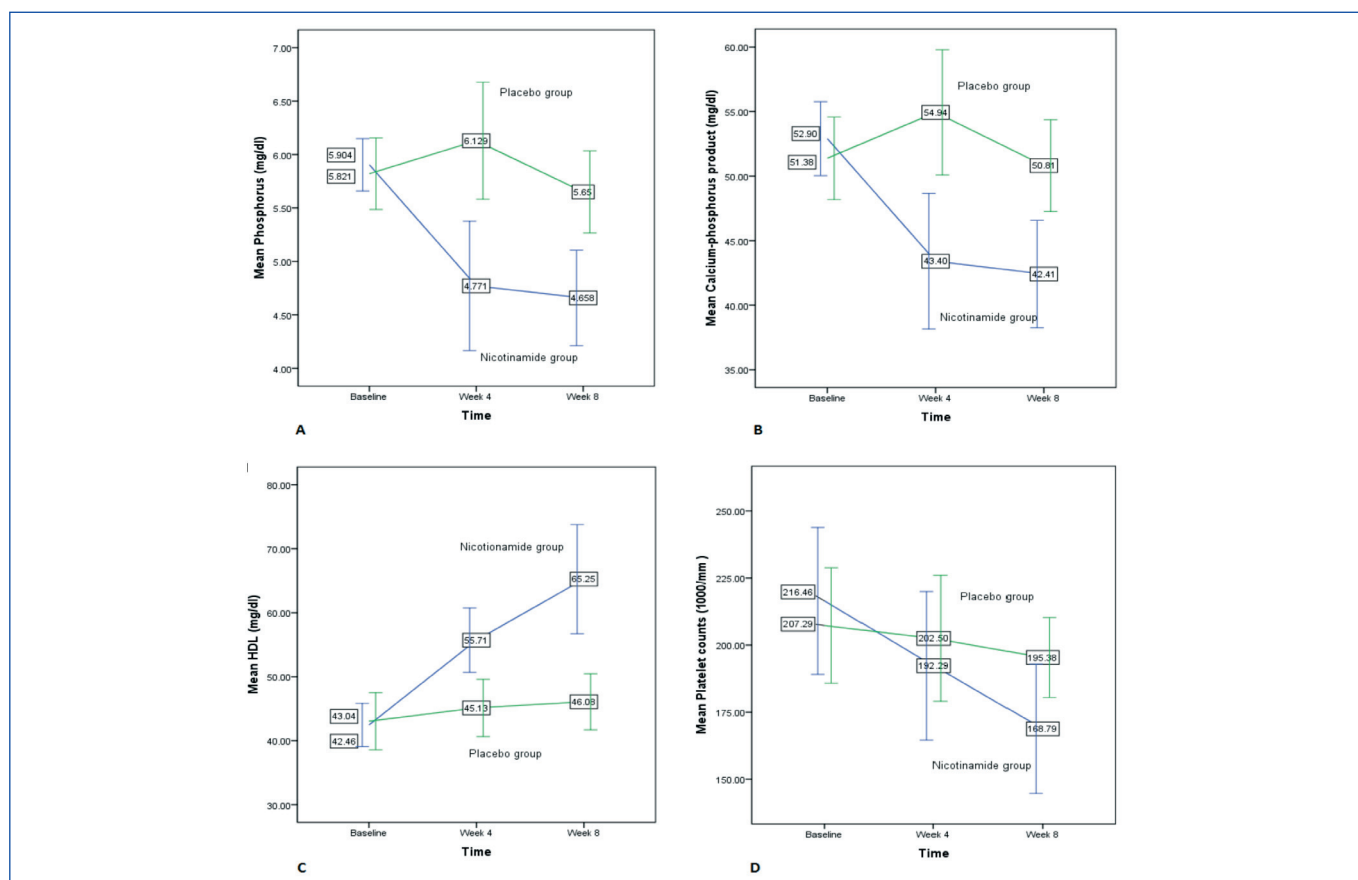 7.00
6.50
6.00
5.50
5.00
4.50
4.00
Mean Phosphorus (mg/dl)
Placebo group
6.129
5.904
5.821
5.65
4.771
4.658
Nicotinamide group
Baseline
Week 4
Week 8
Time
A
60.00
55.00
50.00
45.00
40.00
35.00
Mean Calcium-phosphorus product (mg/dl)
Placebo group
54.94
52.90
51.38
50.81
43.40
42.41
Nicotinamide group
Baseline
Week 4
Week 8
Time
B
80.00
70.00
60.00
50.00
40.00
30.00
Mean HDL (mg/dl)
Nicotionamide group
65.25
55.71
43.04
45.13
46.08
42.46
Placebo group
Baseline
Week 4
Week 8
Time
C
250.00
225.00
200.00
175.00
150.00
Mean Platelet counts (1000/mm )
Placebo group
216.46
207.29
202.50
195.38
192.29
168.79
Nicotinamide group
Baseline
Week 4
Week 8
Time
D